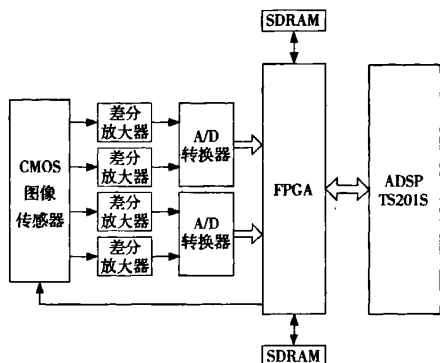 SDRAM
CMOS
图像
传感器
差分
放大器
差分
放大器
差分
放大器
差分
放大器
A/D
转换器
A/D
转换器
FPGA
ADSP
TS201S
SDRAM